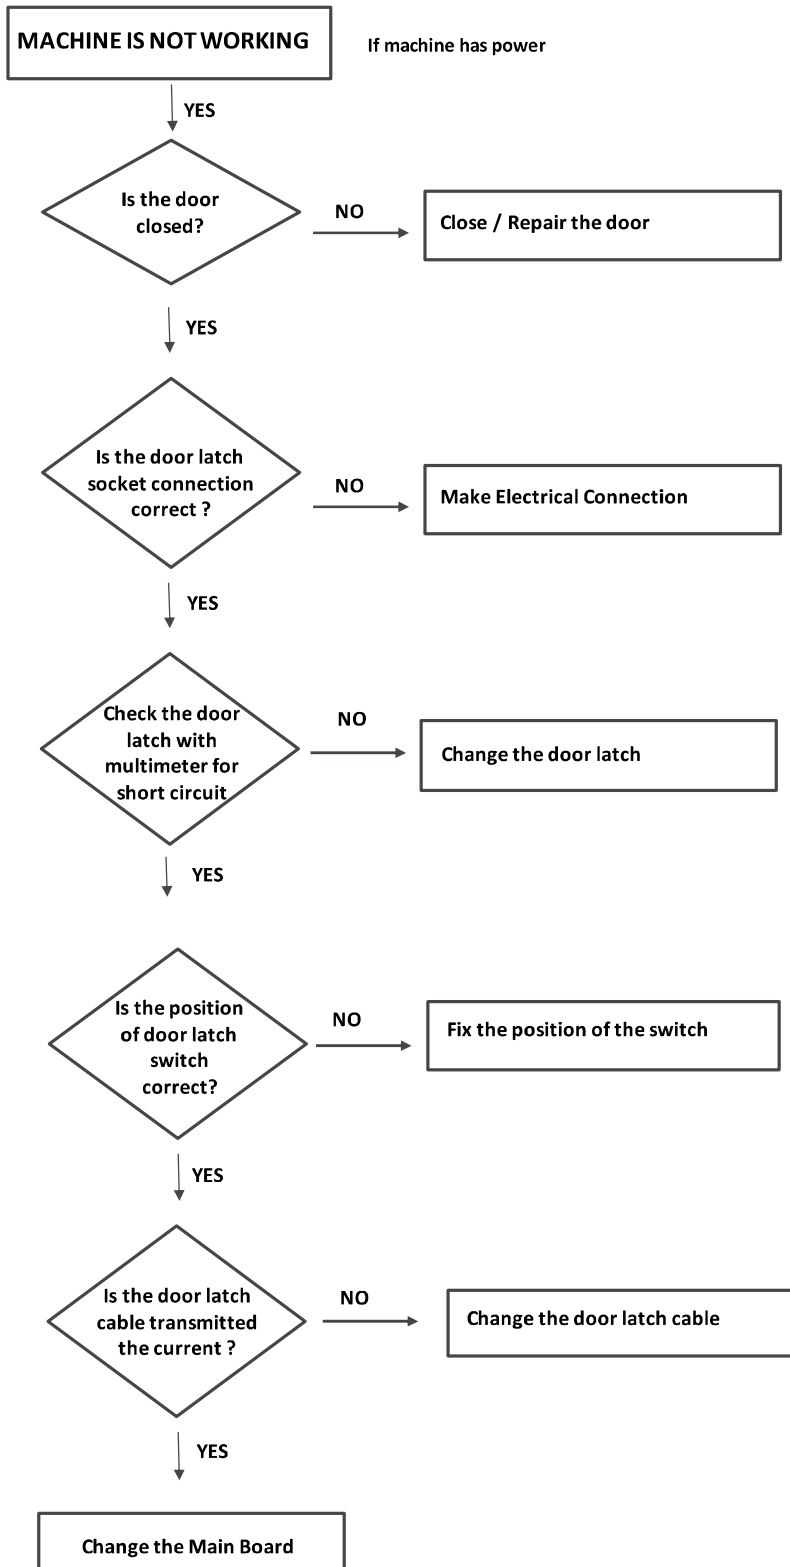 MACHINE IS NOT WORKING
If machine has power
YES
Is the door
closed?
NO
Close / Repair the door
YES
Is the door latch
socket connection
correct ?
NO
Make Electrical Connection
YES
Check the door
latch with
multimeter for
short circuit
NO
Change the door latch
YES
Is the position
of door latch
switch
correct?
NO
Fix the position of the switch
YES
Is the door latch
cable transmitted
the current ?
NO
Change the door latch cable
YES
Change the Main Board